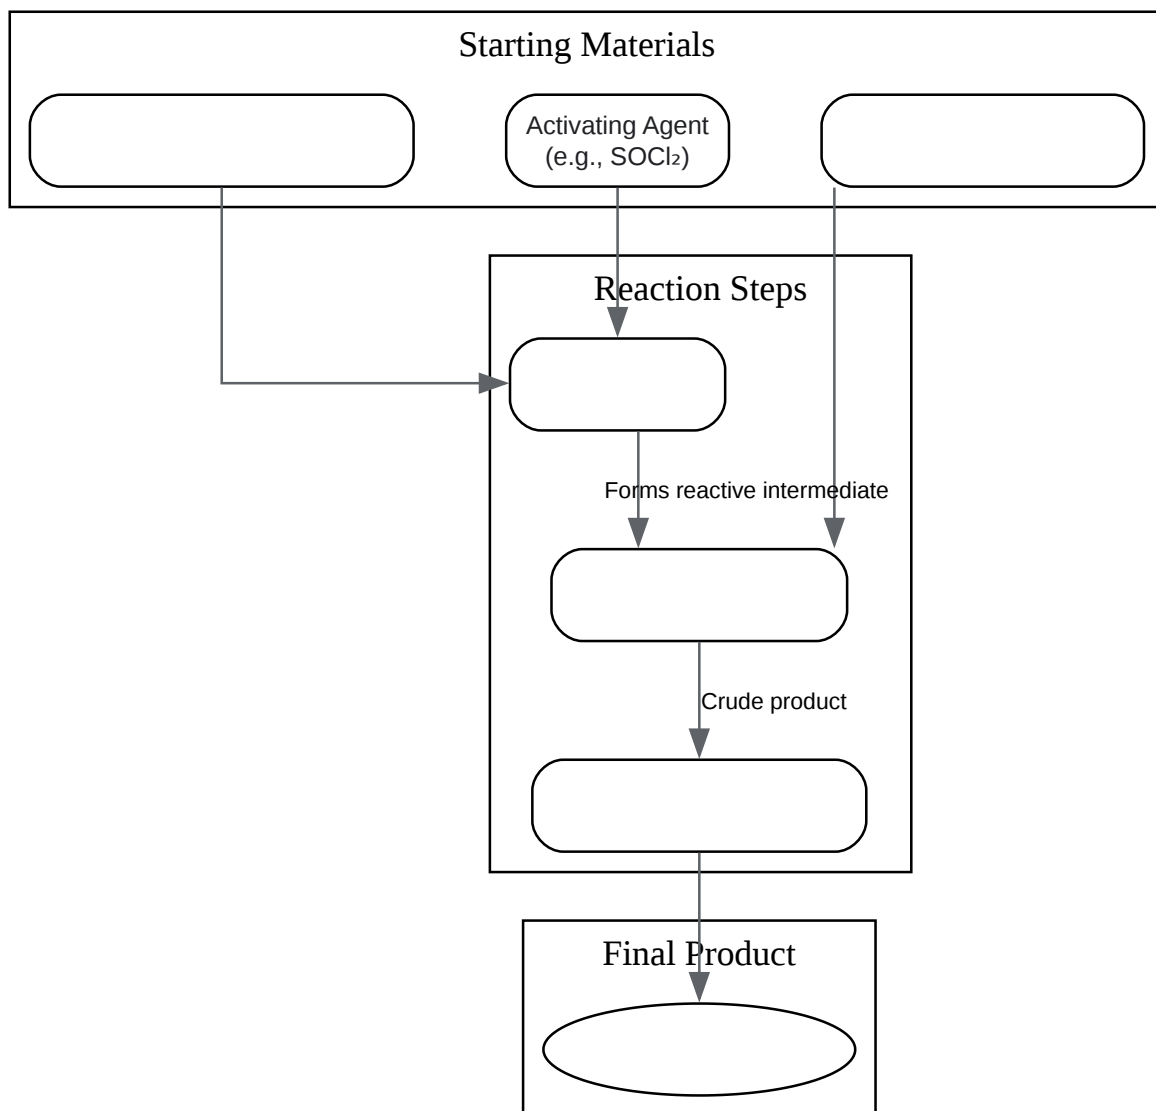 Starting Materials
Activating Agent
(e.g., SOCl₂)
Reaction Steps
Forms reactive intermediate
Crude product
Final Product